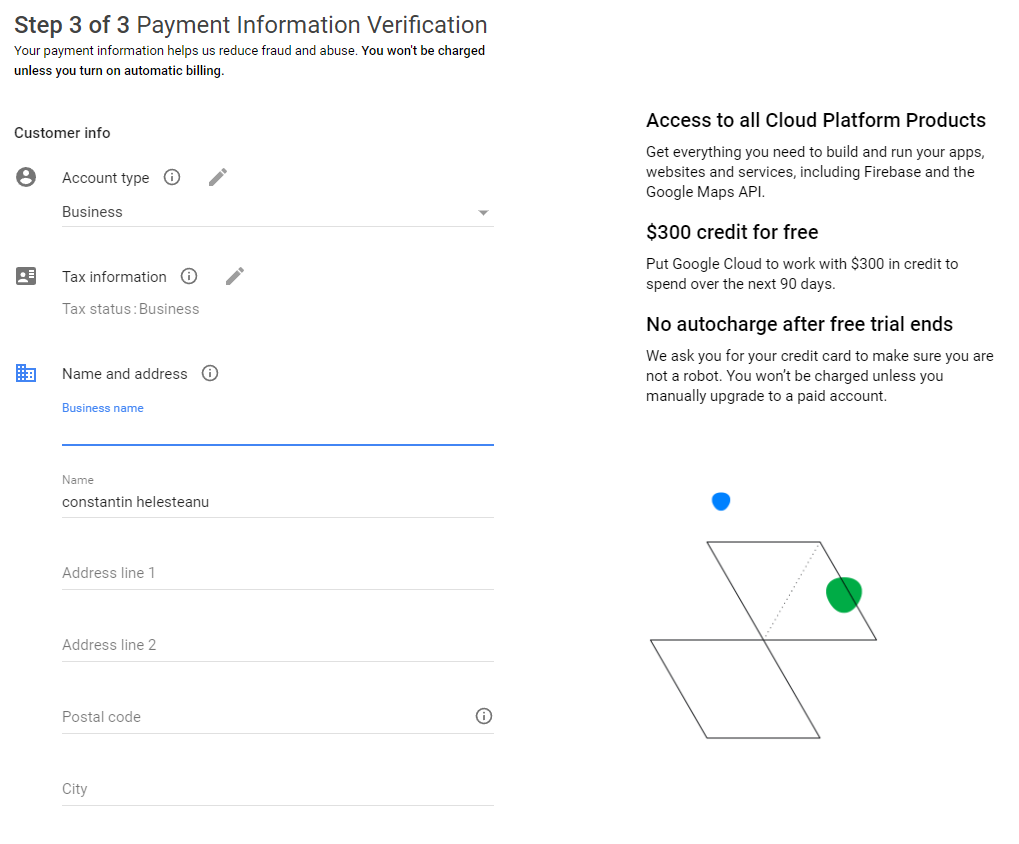 Step 3 of 3 Payment Information Verification
Your payment information helps us reduce fraud and abuse. You won't be charged
unless you turn on automatic billing.
Customer info
Account type
Business
Tax information
Tax status: Business
Name and address
Business name
Name
constantin helesteanu
Address line 1
Address line 2
Postal code
City
Access to all Cloud Platform Products
Get everything you need to build and run your apps,
websites and services, including Firebase and the
Google Maps API.
$300 credit for free
Put Google Cloud to work with $300 in credit to
spend over the next 90 days.
No autocharge after free trial ends
We ask you for your credit card to make sure you are
not a robot. You won’t be charged unless you
manually upgrade to a paid account.